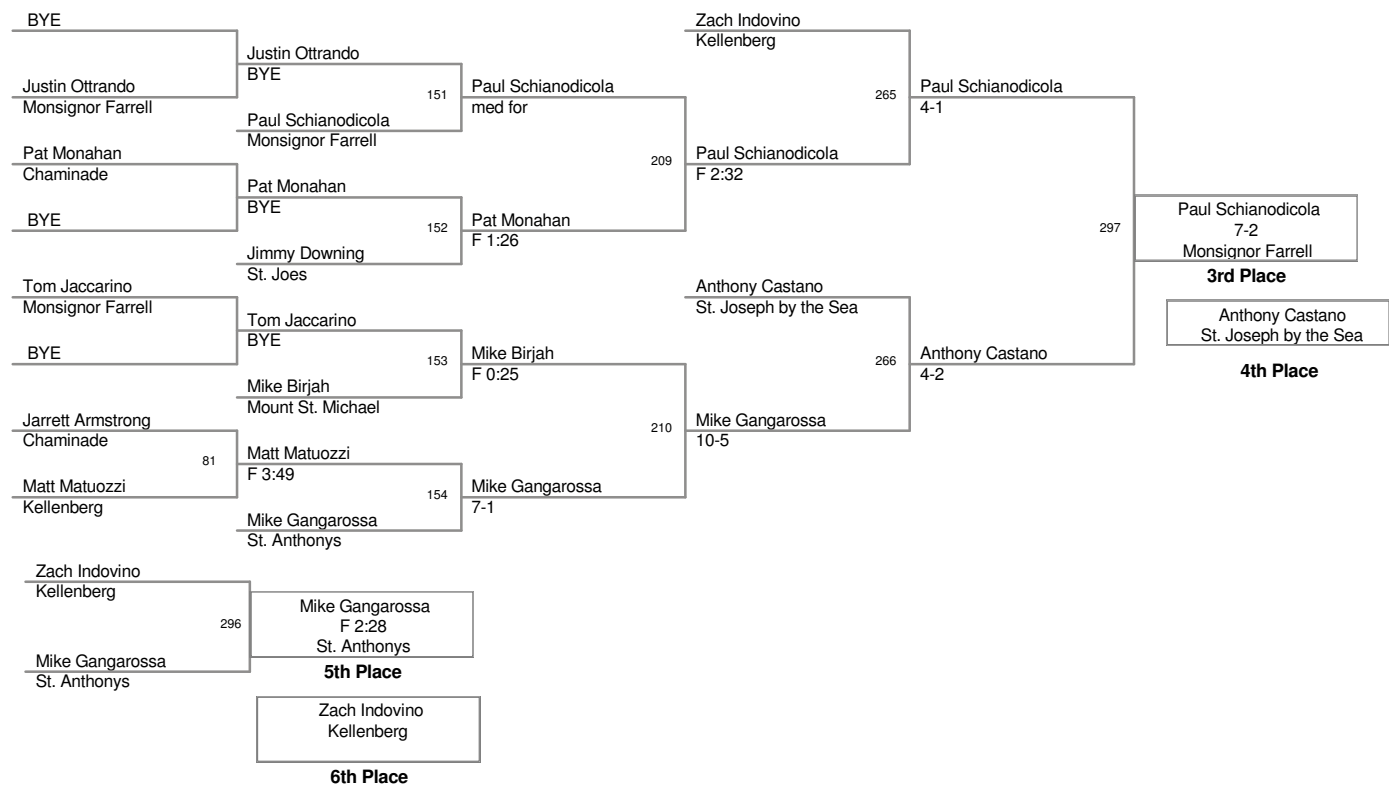 BYE
Justin Ottrando
Monsignor Farrell
Pat Monahan
Chaminade
BYE
Tom Jaccarino
Monsignor Farrell
BYE
Jarrett Armstrong
Chaminade
81
Matt Matuozzi
Kellenberg
Justin Ottrando
BYE
151
Paul Schianodicola
Monsignor Farrell
Pat Monahan
BYE
152
Jimmy Downing
St. Joes
Tom Jaccarino
BYE
153
Mike Birjah
Mount St. Michael
Matt Matuozzi
F 3:49
154
Mike Gangarossa
St. Anthonys
Paul Schianodicola
med for
209
Pat Monahan
F 1:26
Mike Birjah
F 0:25
210
Mike Gangarossa
7-1
Zach Indovino
Kellenberg
265
Paul Schianodicola
F 2:32
Anthony Castano
St. Joseph by the Sea
266
Mike Gangarossa
10-5
Paul Schianodicola
4-1
297
Anthony Castano
4-2
Paul Schianodicola
7-2
Monsignor Farrell
3rd Place
Anthony Castano
St. Joseph by the Sea
4th Place
Zach Indovino
Kellenberg
296
Mike Gangarossa
St. Anthonys
Mike Gangarossa
F 2:28
St. Anthonys
5th Place
Zach Indovino
Kellenberg
6th Place